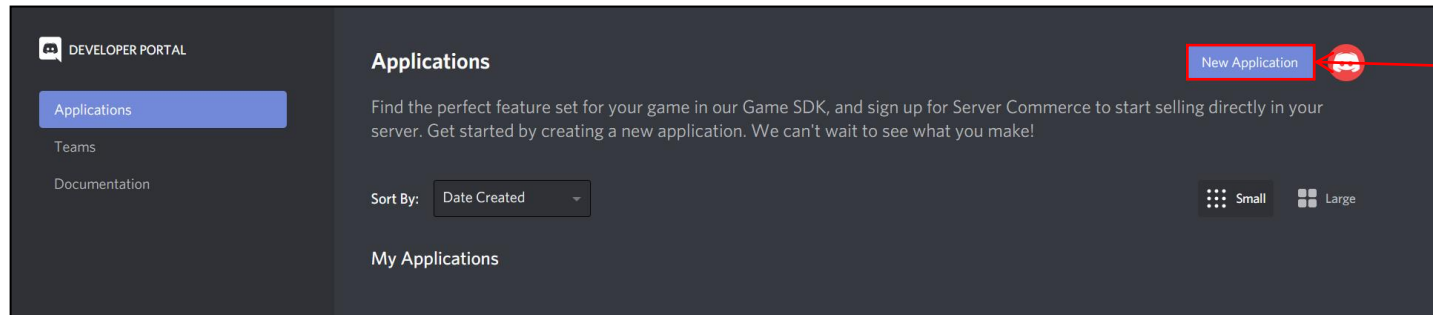 DEVELOPER PORTAL
Applications
Teams
Documentation
Applications
New Application
Find the perfect feature set for your game in our Game SDK, and sign up for Server Commerce to start selling directly in your
server. Get started by creating a new application. We can't wait to see what you make!
Sort By: Date Created
Small Large
My Applications